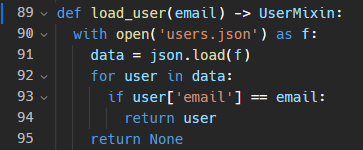 89 def load_user(email) -> UserMixin:
90 with open('users.json') as f:
91 data = json.load(f)
92 for user in data:
93 if user['email'] == email:
94 return user
95 return None